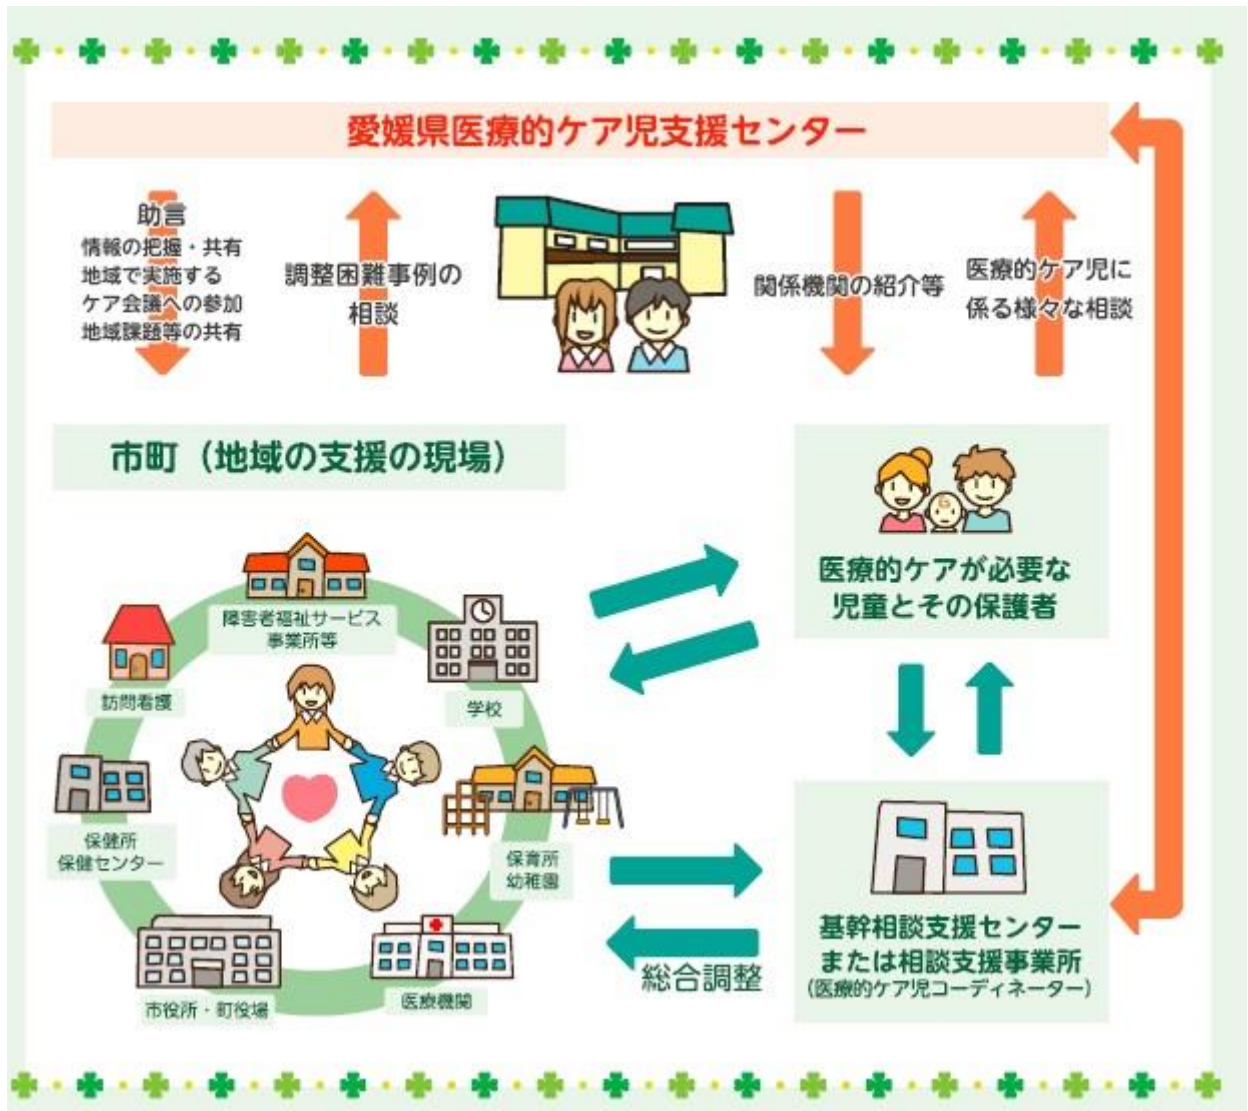 愛媛県医療的ケア児支援センター
助言
情報の把握・共有
地域で実施する
ケア会議への参加
地域課題等の共有
調整困難事例の
相談
関係機関の紹介等
医療的ケア児に
係る様々な相談
市町（地域の支援の現場）
障害者福祉サービス
事業所等
訪問看護
学校
保健所
保健センター
保育所
幼稚園
市役所・町役場
医療機関
医療的ケアが必要な
児童とその保護者
総合調整
基幹相談支援センター
または相談支援事業所
（医療的ケア児コーディネーター）